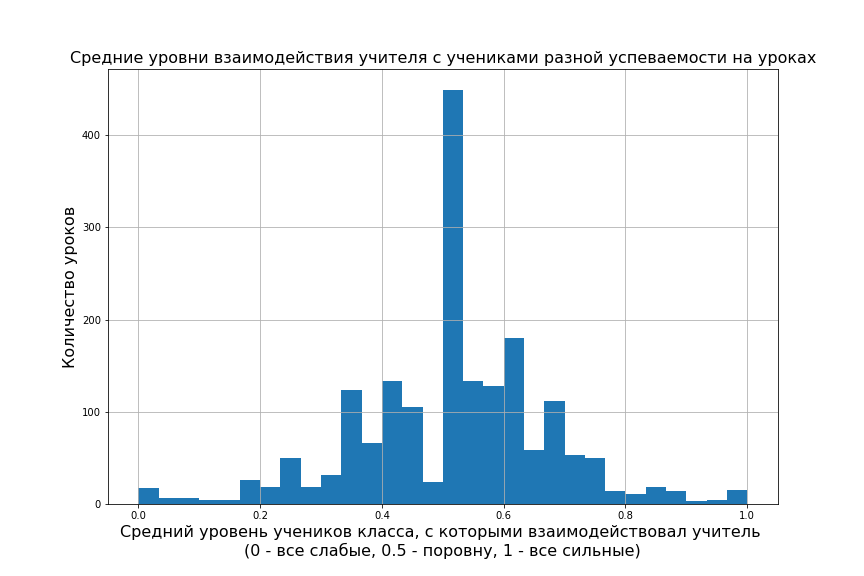 Средние уровни взаимодействия учителя с учениками разной успеваемости на уроках
Количество уроков
400
300
200
100
0
0.0 0.2 0.4 0.6 0.8 1.0
Средний уровень учеников класса, с которыми взаимодействовал учитель
(0 - все слабые, 0.5 - поровну, 1 - все сильные)